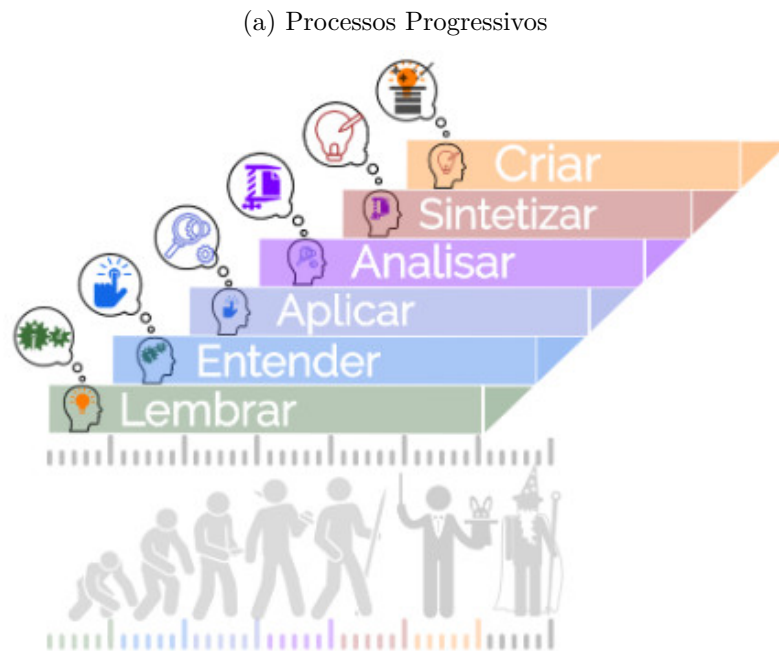 (a) Processos Progressivos
Criar
Sintetizar
Analisar
Aplicar
Entender
Lembrar